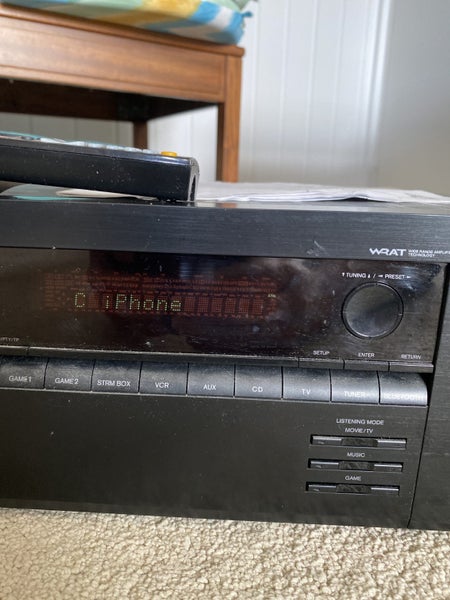 WRAT WIDE RANGE AMPLIFIER
TECHNOLOGY
TUNING / PRESET
C iPhone
SETUP ENTER RETURN
GAME1 GAME2 STRM BOX VCR AUX CD TV TUNER
LISTENING MODE
MOVIE/TV
MUSIC
GAME